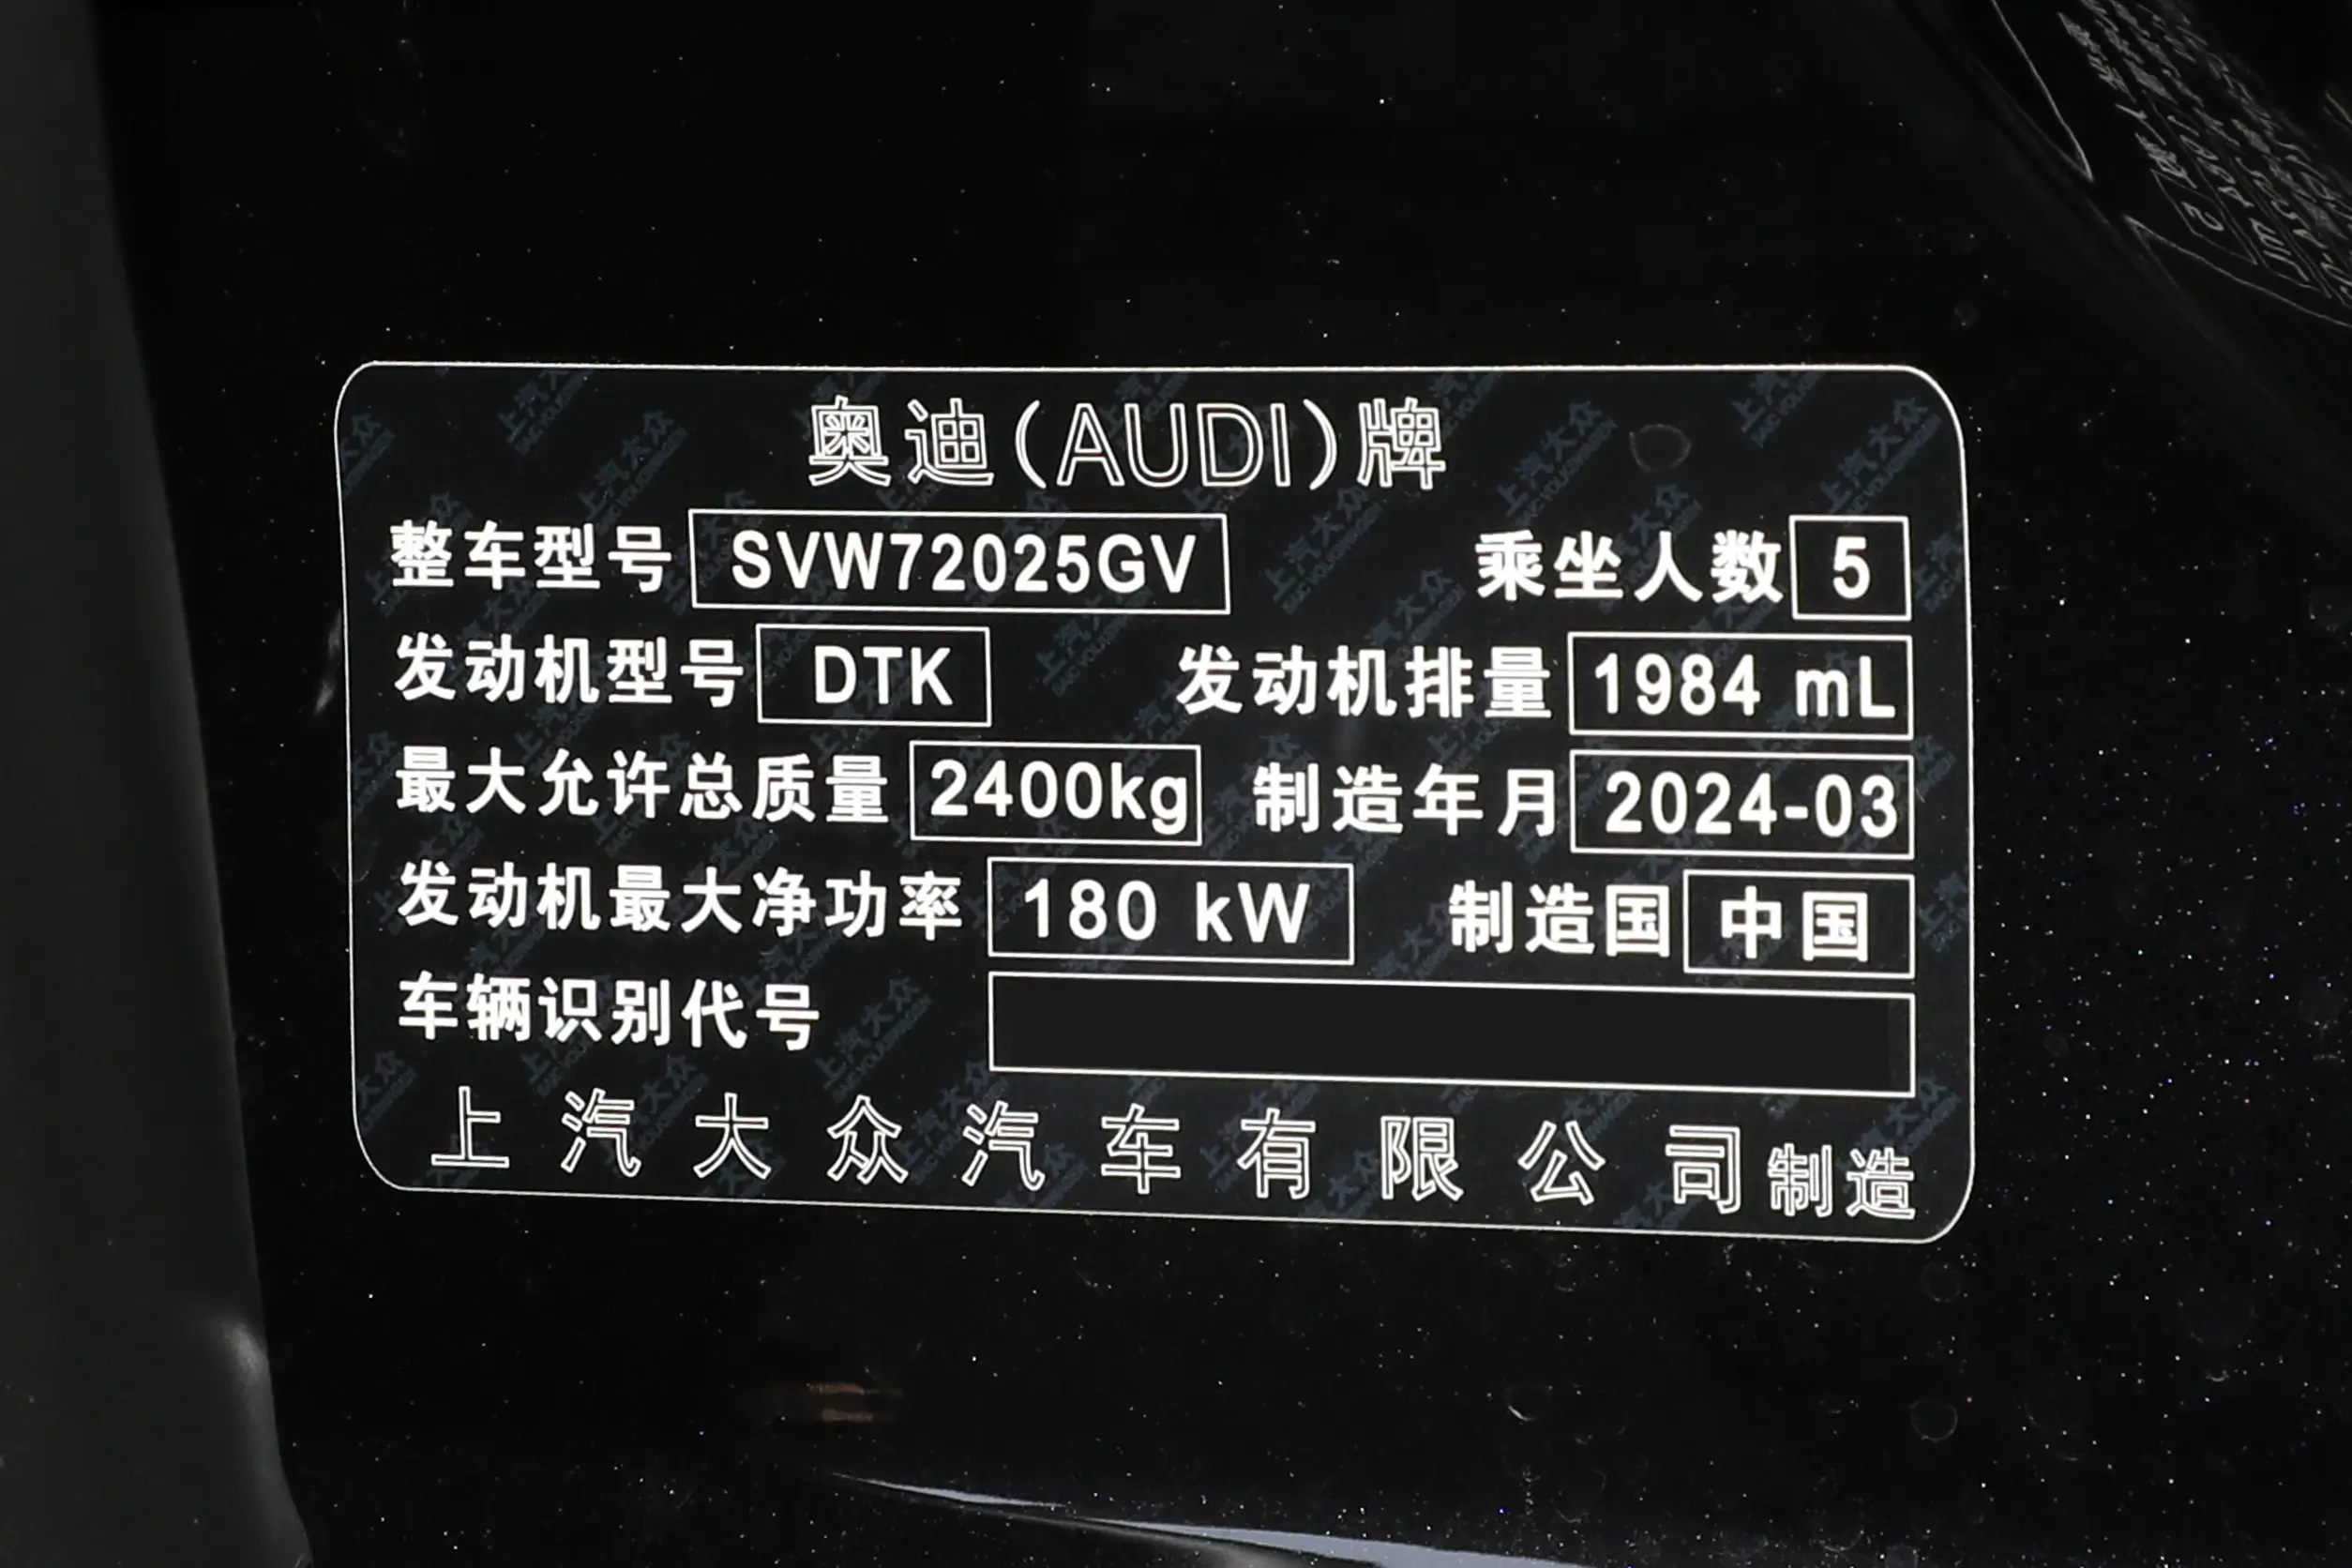 奥迪(AUDI)牌
整车型号 SVW72025GV 乘坐人数 5
发动机型号 DTK 发动机排量 1984 mL
最大允许总质量 2400kg 制造年月 2024-03
发动机最大净功率 180 kW 制造国 中国
车辆识别代号
上汽大众汽车有限公司制造